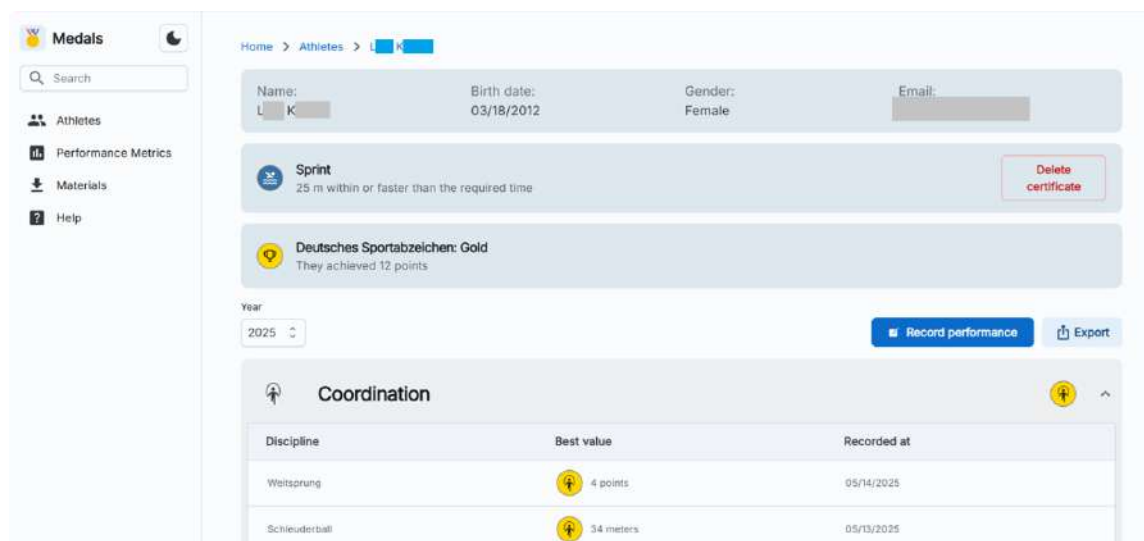 Medals
Search
Athletes
Performance Metrics
Materials
Help
Home > Athletes > L K
Name: Birth date: Gender: Email:
L K 03/18/2012 Female
Sprint
25 m within or faster than the required time
Delete
certificate
Deutsches Sportabzeichen: Gold
They achieved 12 points
Year
2025
Record performance
Export
Coordination
Discipline Best value Recorded at
Weitsprung 4 points 05/14/2025
Schleuderball 34 meters 05/13/2025